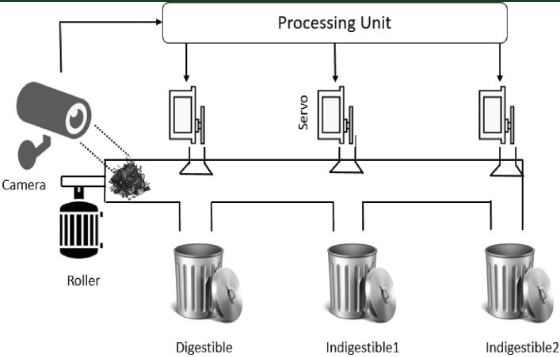 Processing Unit
Servo
Camera
Roller
Digestible
Indigestible1
Indigestible2